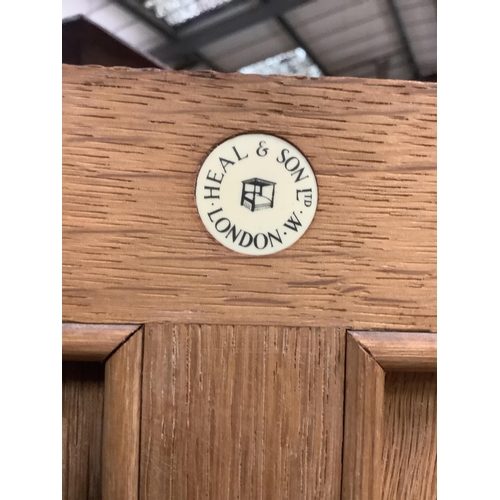 HEAL & SON LTD
· LONDON · W ·